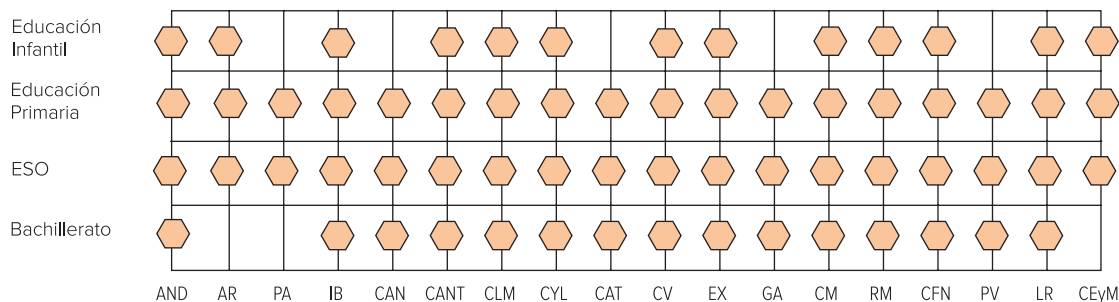 Educación
Infantil
Educación
Primaria
ESO
Bachillerato
AND AR PA IB CAN CANT CLM CYL CAT CV EX GA CM RM CFN PV LR CEyM